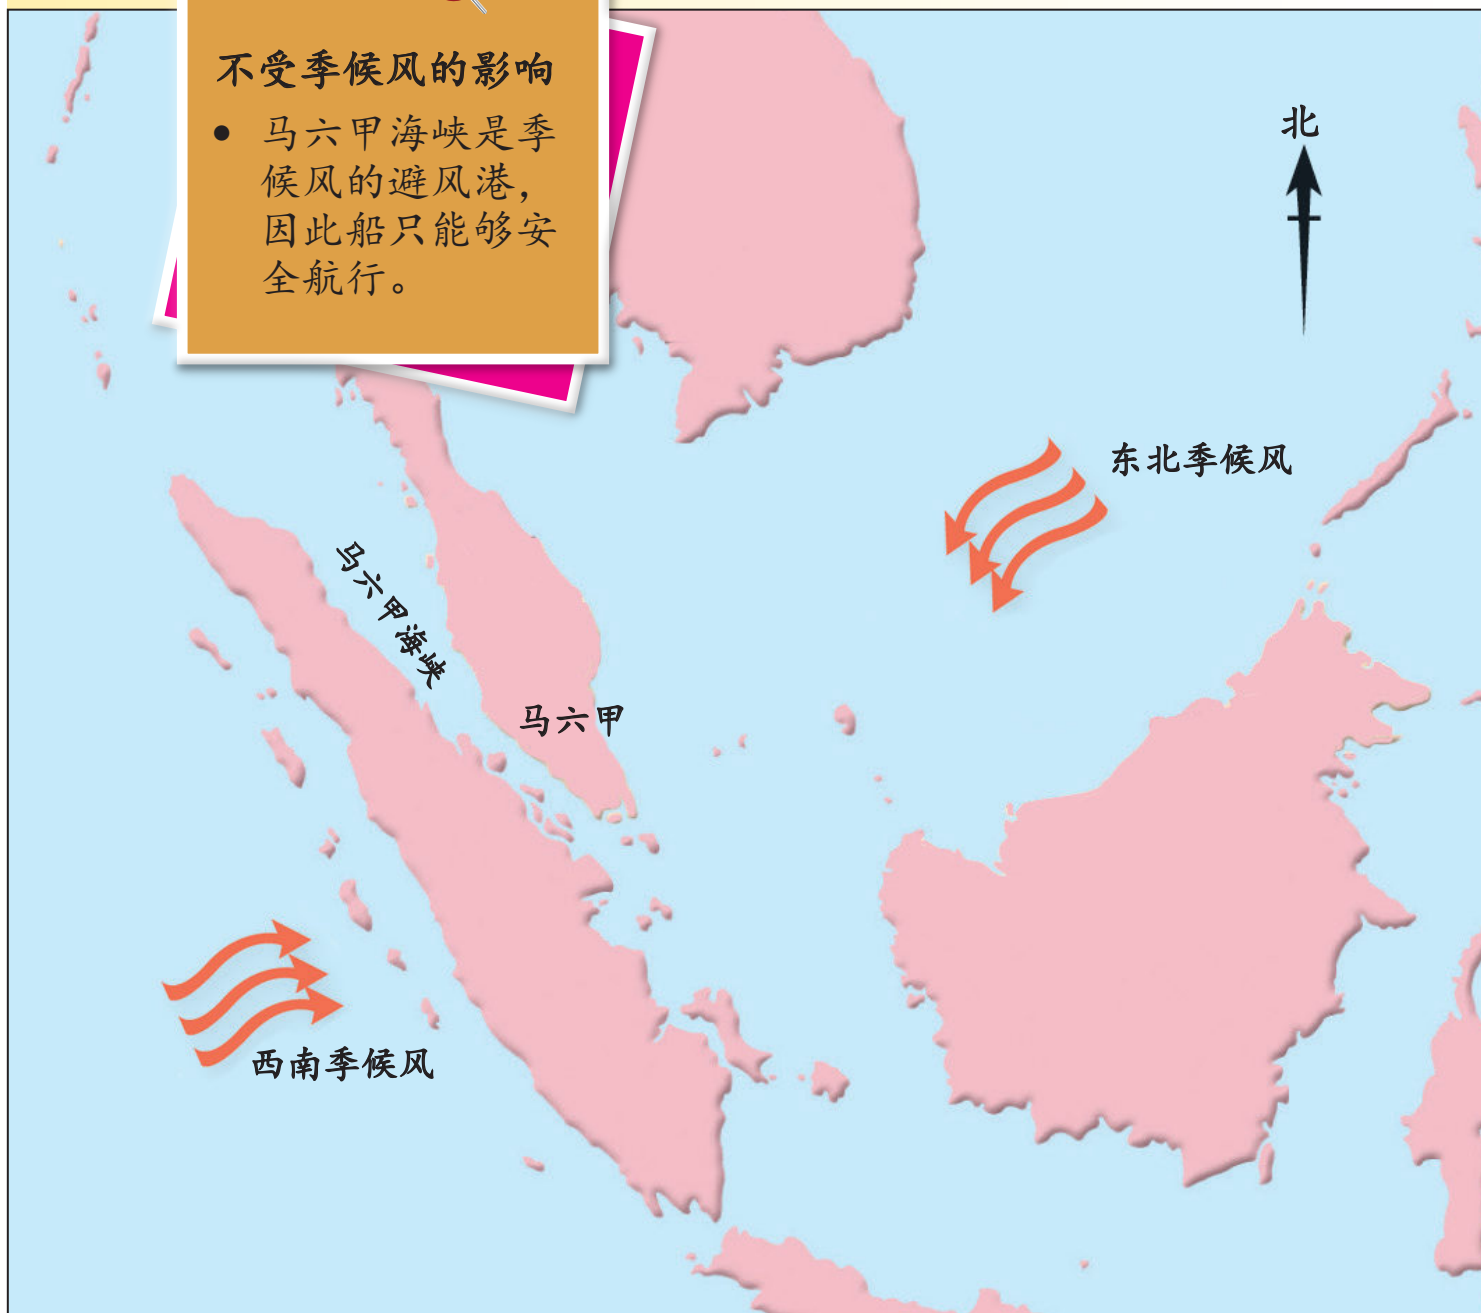 不受季候风的影响
• 马六甲海峡是季
候风的避风港，
因此船只能够安
全航行。
北
东北季候风
马六甲海峡
马六甲
西南季候风